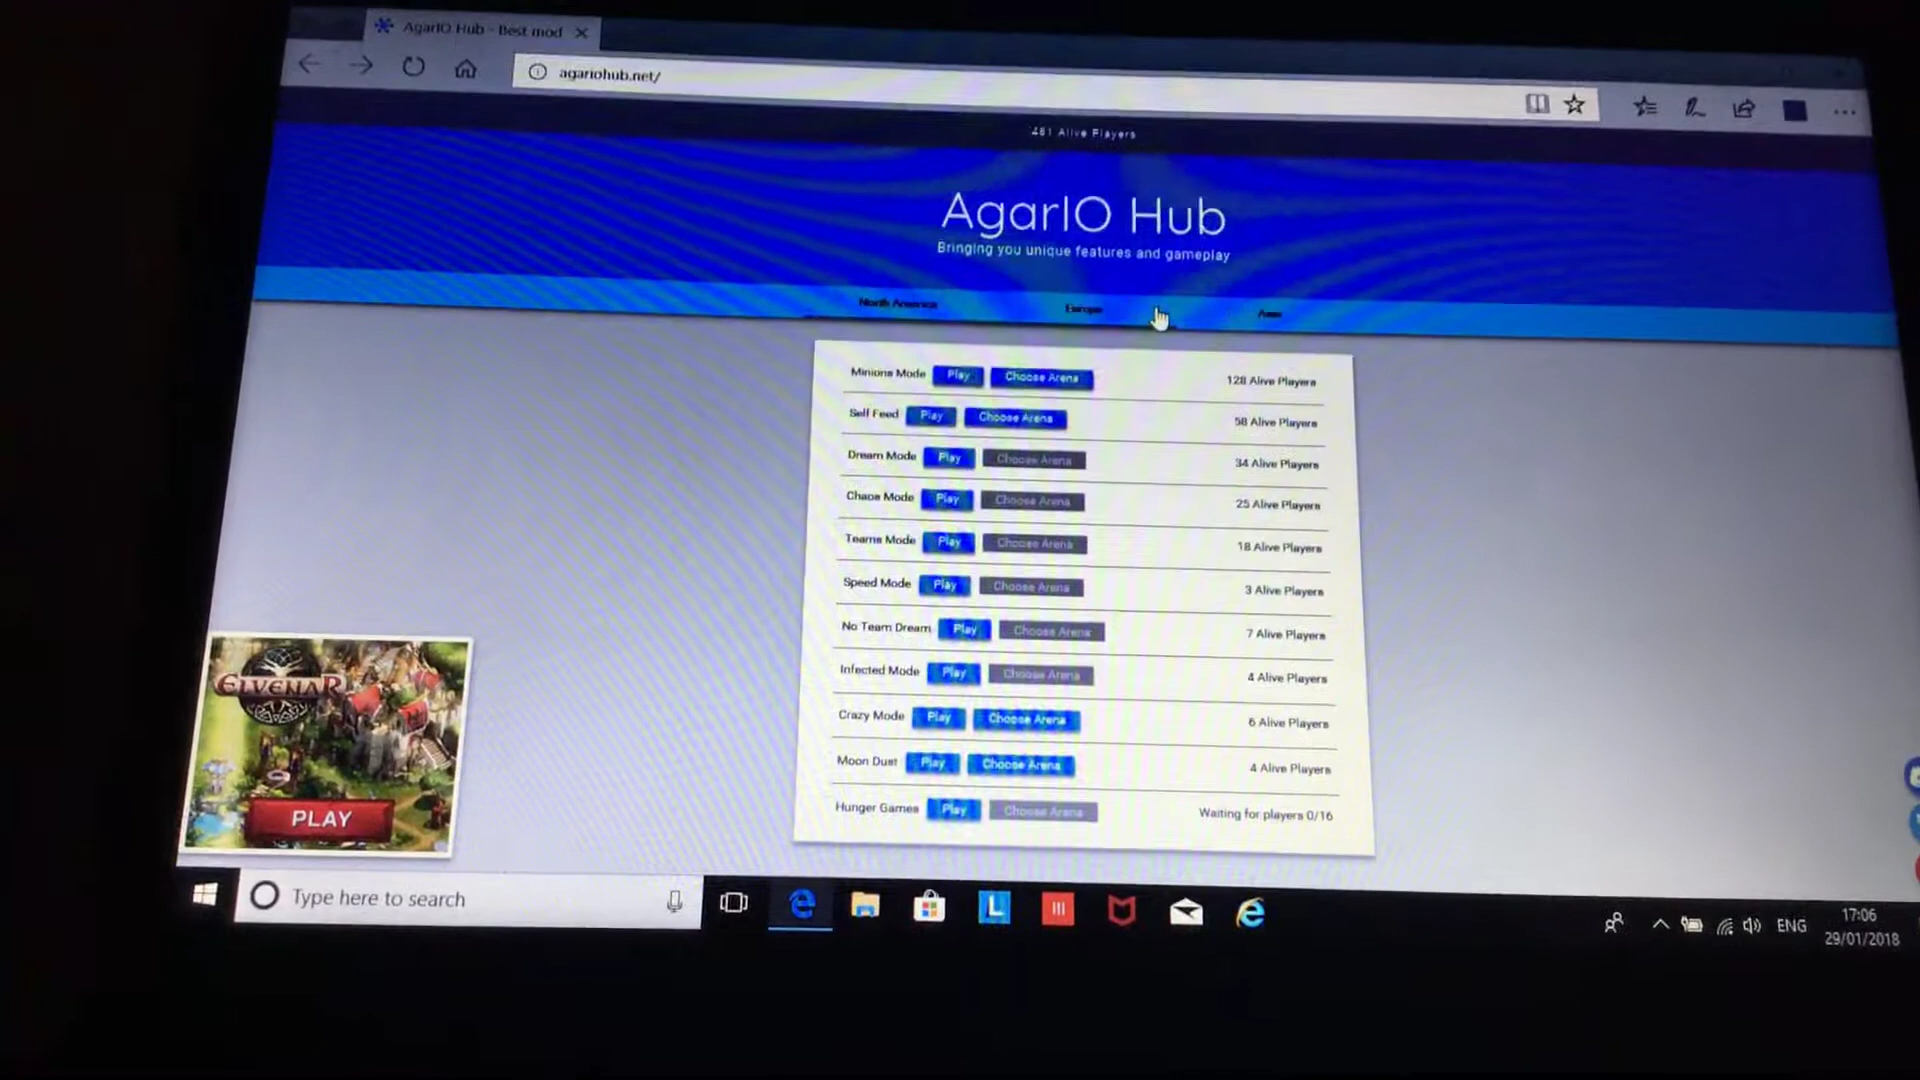 AgarIO Hub - Best mod
agariohub.net/
481 Alive Players
AgarIO Hub
Bringing you unique features and gameplay
North America Europe Asia
Minions Mode Play Choose Arena 128 Alive Players
Self Feed Play Choose Arena 58 Alive Players
Dream Mode Play Choose Arena 34 Alive Players
Chaos Mode Play Choose Arena 25 Alive Players
Teams Mode Play Choose Arena 18 Alive Players
Speed Mode Play Choose Arena 3 Alive Players
No Team Dream Play Choose Arena 7 Alive Players
Infected Mode Play Choose Arena 4 Alive Players
Crazy Mode Play Choose Arena 6 Alive Players
Moon Dust Play Choose Arena 4 Alive Players
Hunger Games Play Choose Arena Waiting for players 0/16
ELVENAR
PLAY
Type here to search
L
ENG
17:06
29/01/2018